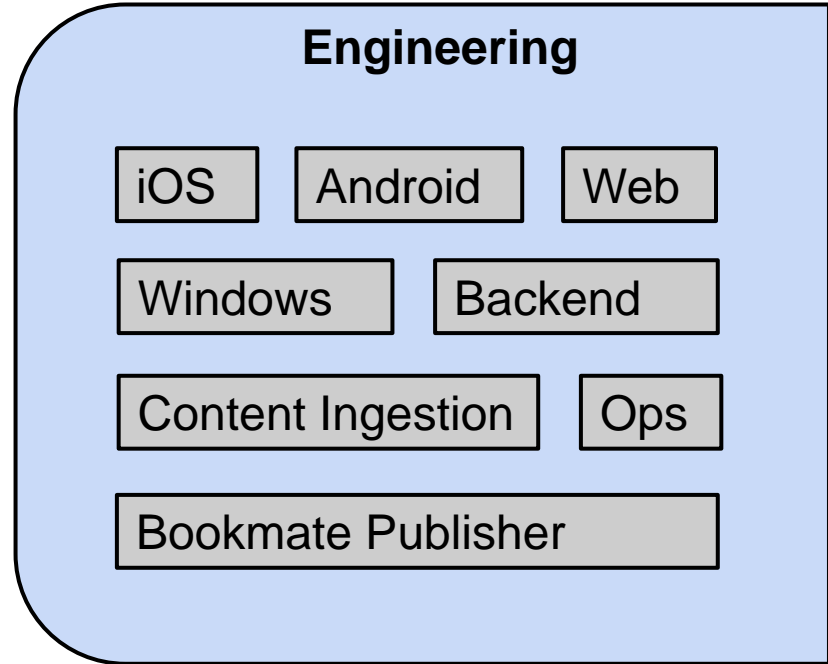 Engineering
iOS Android Web
Windows Backend
Content Ingestion Ops
Bookmate Publisher